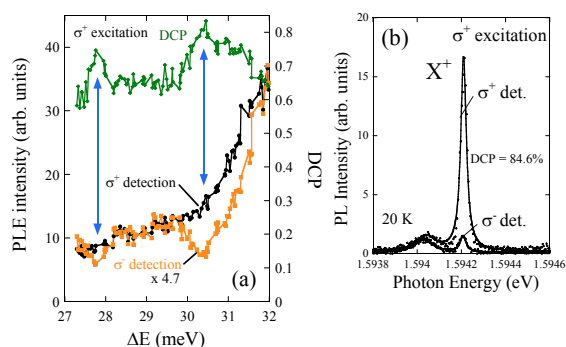 σ⁺ excitation
DCP
σ⁺ detection
σ⁻ detection
x 4.7
(a)
PLE intensity (arb. units)
40
30
20
10
0
27
28
29
30
31
32
ΔE (meV)
0.8
0.7
0.6
0.5
0.4
0.3
0.2
0.1
0
DCP
(b)
σ⁺ excitation
X⁺
σ⁺ det.
DCP = 84.6%
σ⁻ det.
20 K
PL Intensity (arb. units)
20
15
10
5
0
1.5938
1.594
1.5942
1.5944
1.5946
Photon Energy (eV)